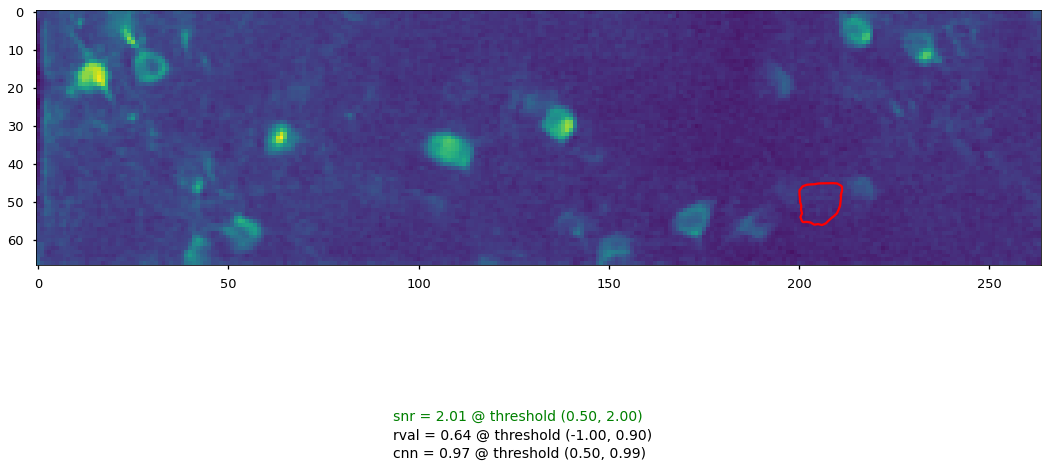 0
10
20
30
40
50
60
0 50 100 150 200 250
snr = 2.01 @ threshold (0.50, 2.00)
rval = 0.64 @ threshold (-1.00, 0.90)
cnn = 0.97 @ threshold (0.50, 0.99)